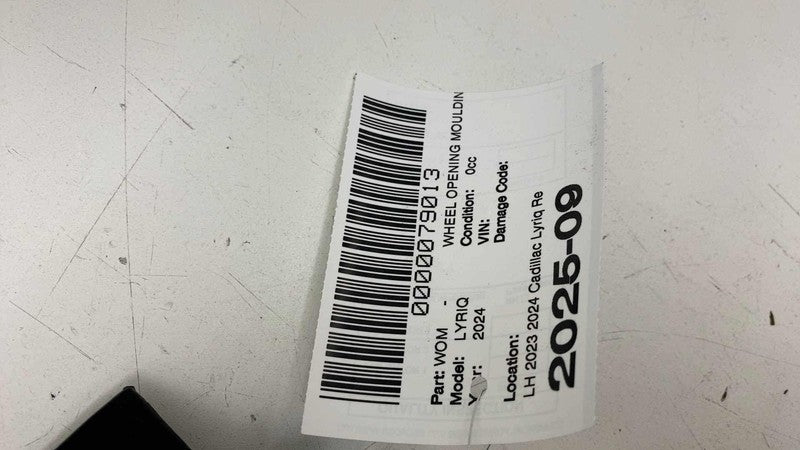 0000079013
Part: WOM - WHEEL OPENING MOULDIN
Model: LYRIQ Condition: 0cc
Year: 2024 VIN:
Damage Code:
Location:
LH 2023 2024 Cadillac Lyriq Re
2025-09